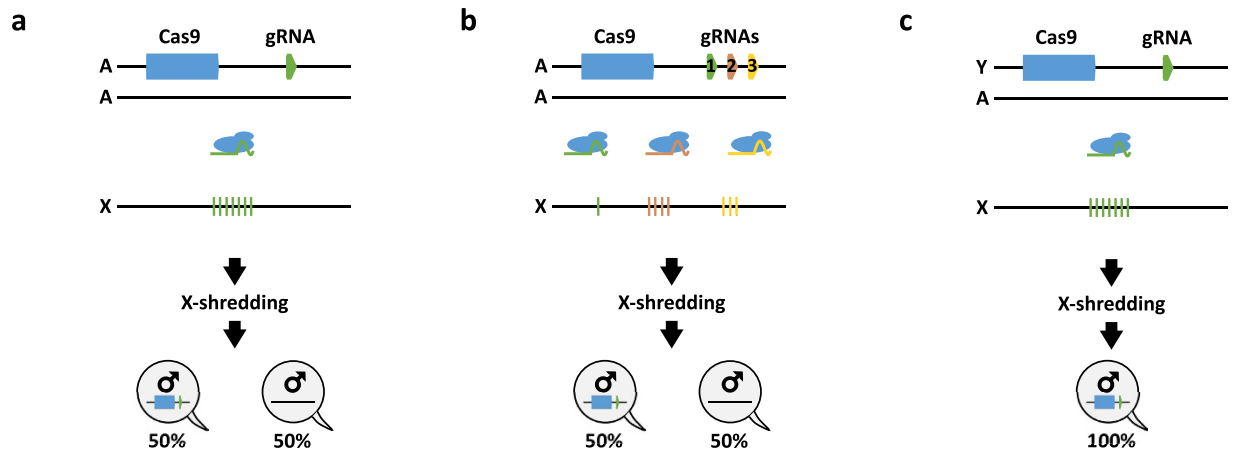 a
Cas9 gRNA
A
A
X
X-shredding
♂ ♂
50% 50%
b
Cas9 gRNAs
A 1 2 3
A
X
X-shredding
♂ ♂
50% 50%
c
Cas9 gRNA
Y
A
X
X-shredding
♂
100%